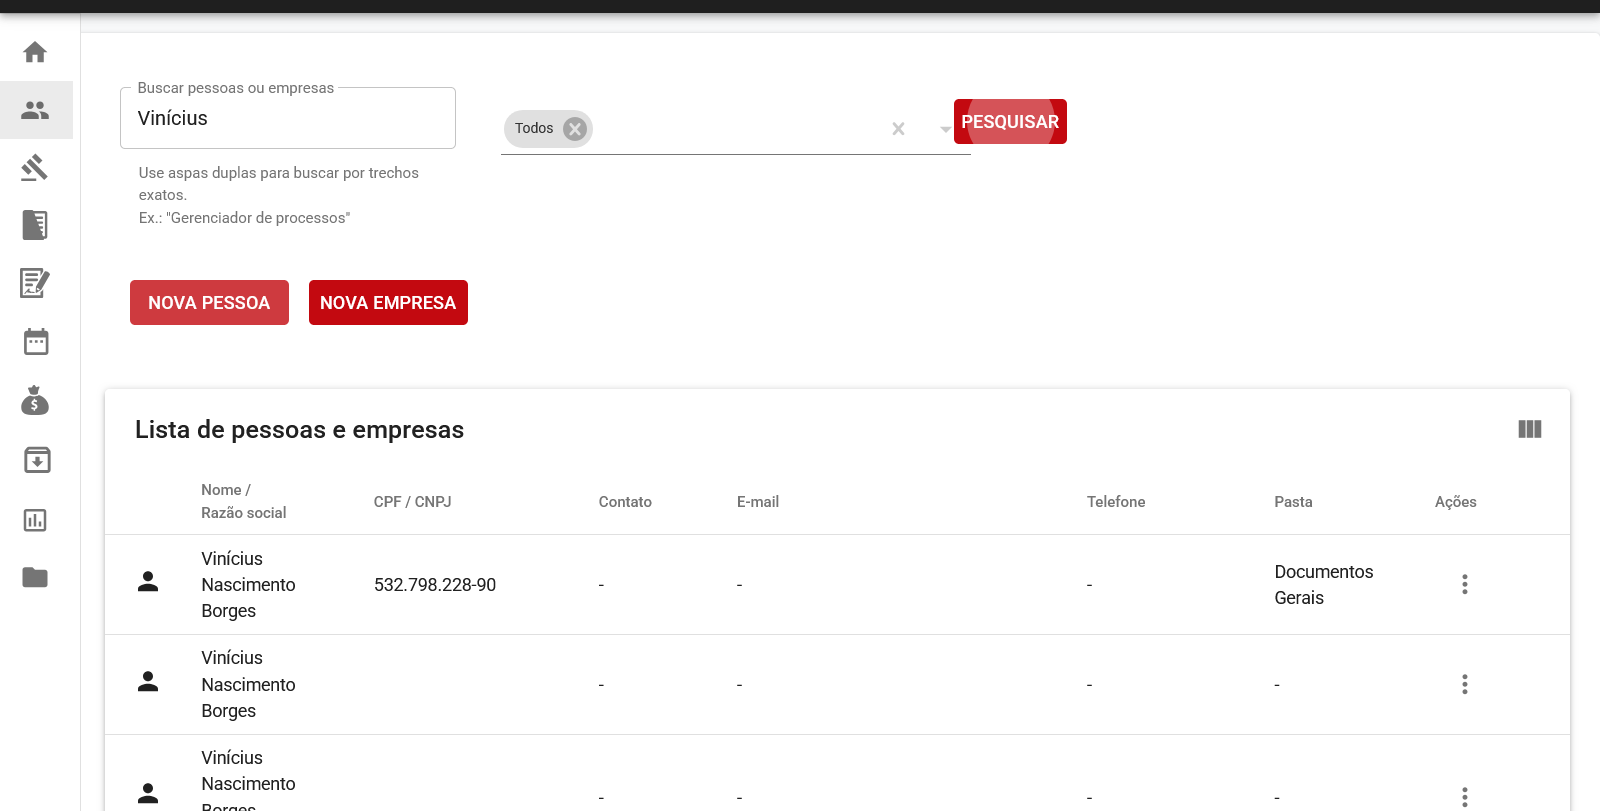 Buscar pessoas ou empresas
Vinícius
Todos
PESQUISAR
Use aspas duplas para buscar por trechos
exatos.
Ex.: "Gerenciador de processos"
NOVA PESSOA
NOVA EMPRESA
Lista de pessoas e empresas
Nome /
Razão social
CPF / CNPJ
Contato
E-mail
Telefone
Pasta
Ações
Vinícius
Nascimento
Borges
532.798.228-90
-
-
-
Documentos
Gerais
Vinícius
Nascimento
Borges
-
-
-
-
Vinícius
Nascimento
Borges
-
-
-
-